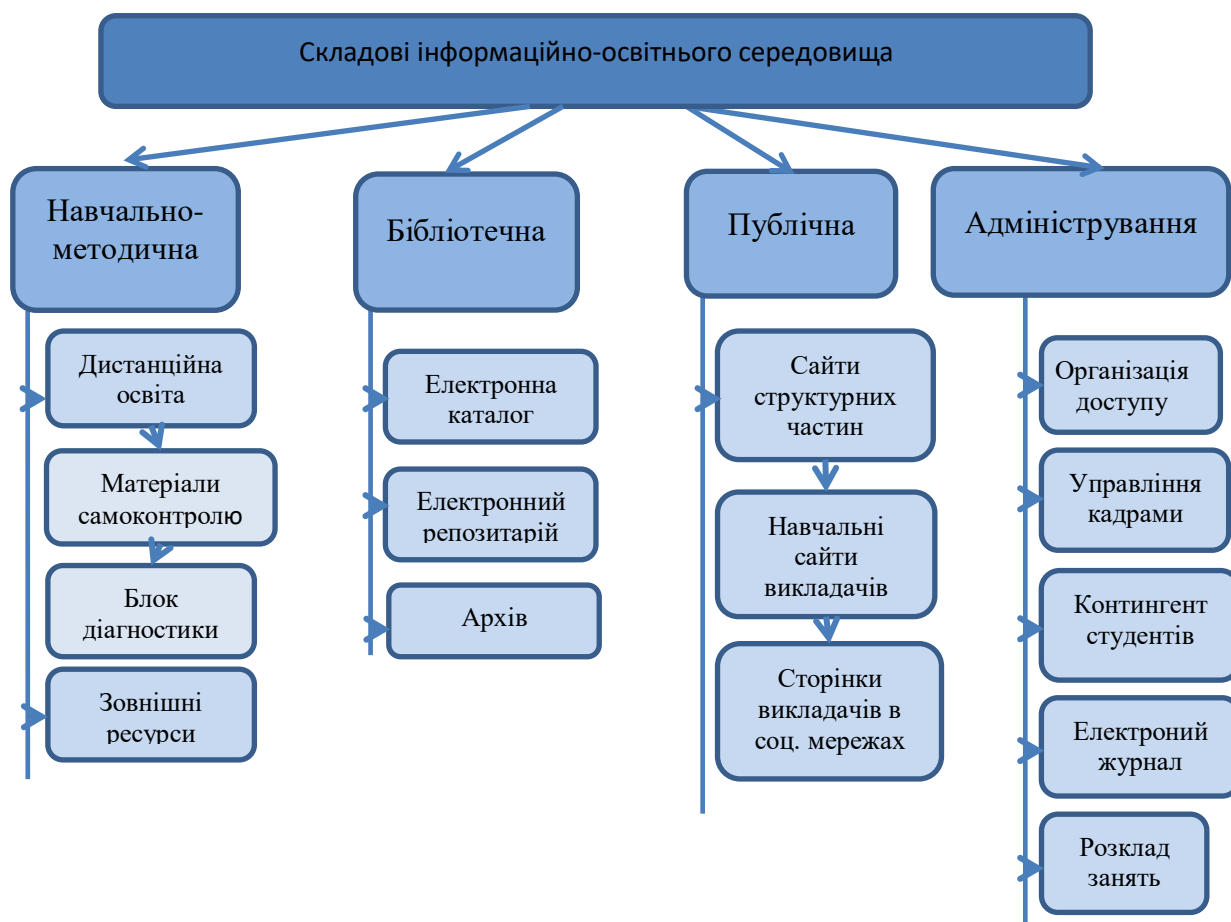 Складові інформаційно-освітнього середовища
Навчально-
методична
Дистанційна
освіта
Матеріали
самоконтролю
Блок
діагностики
Зовнішні
ресурси
Бібліотечна
Електронна
каталог
Електронний
репозитарій
Архів
Публічна
Сайти
структурних
частин
Навчальні
сайти
викладачів
Сторінки
викладачів в
соц. мережах
Адміністрування
Організація
доступу
Управління
кадрами
Контингент
студентів
Електроний
журнал
Розклад
занять